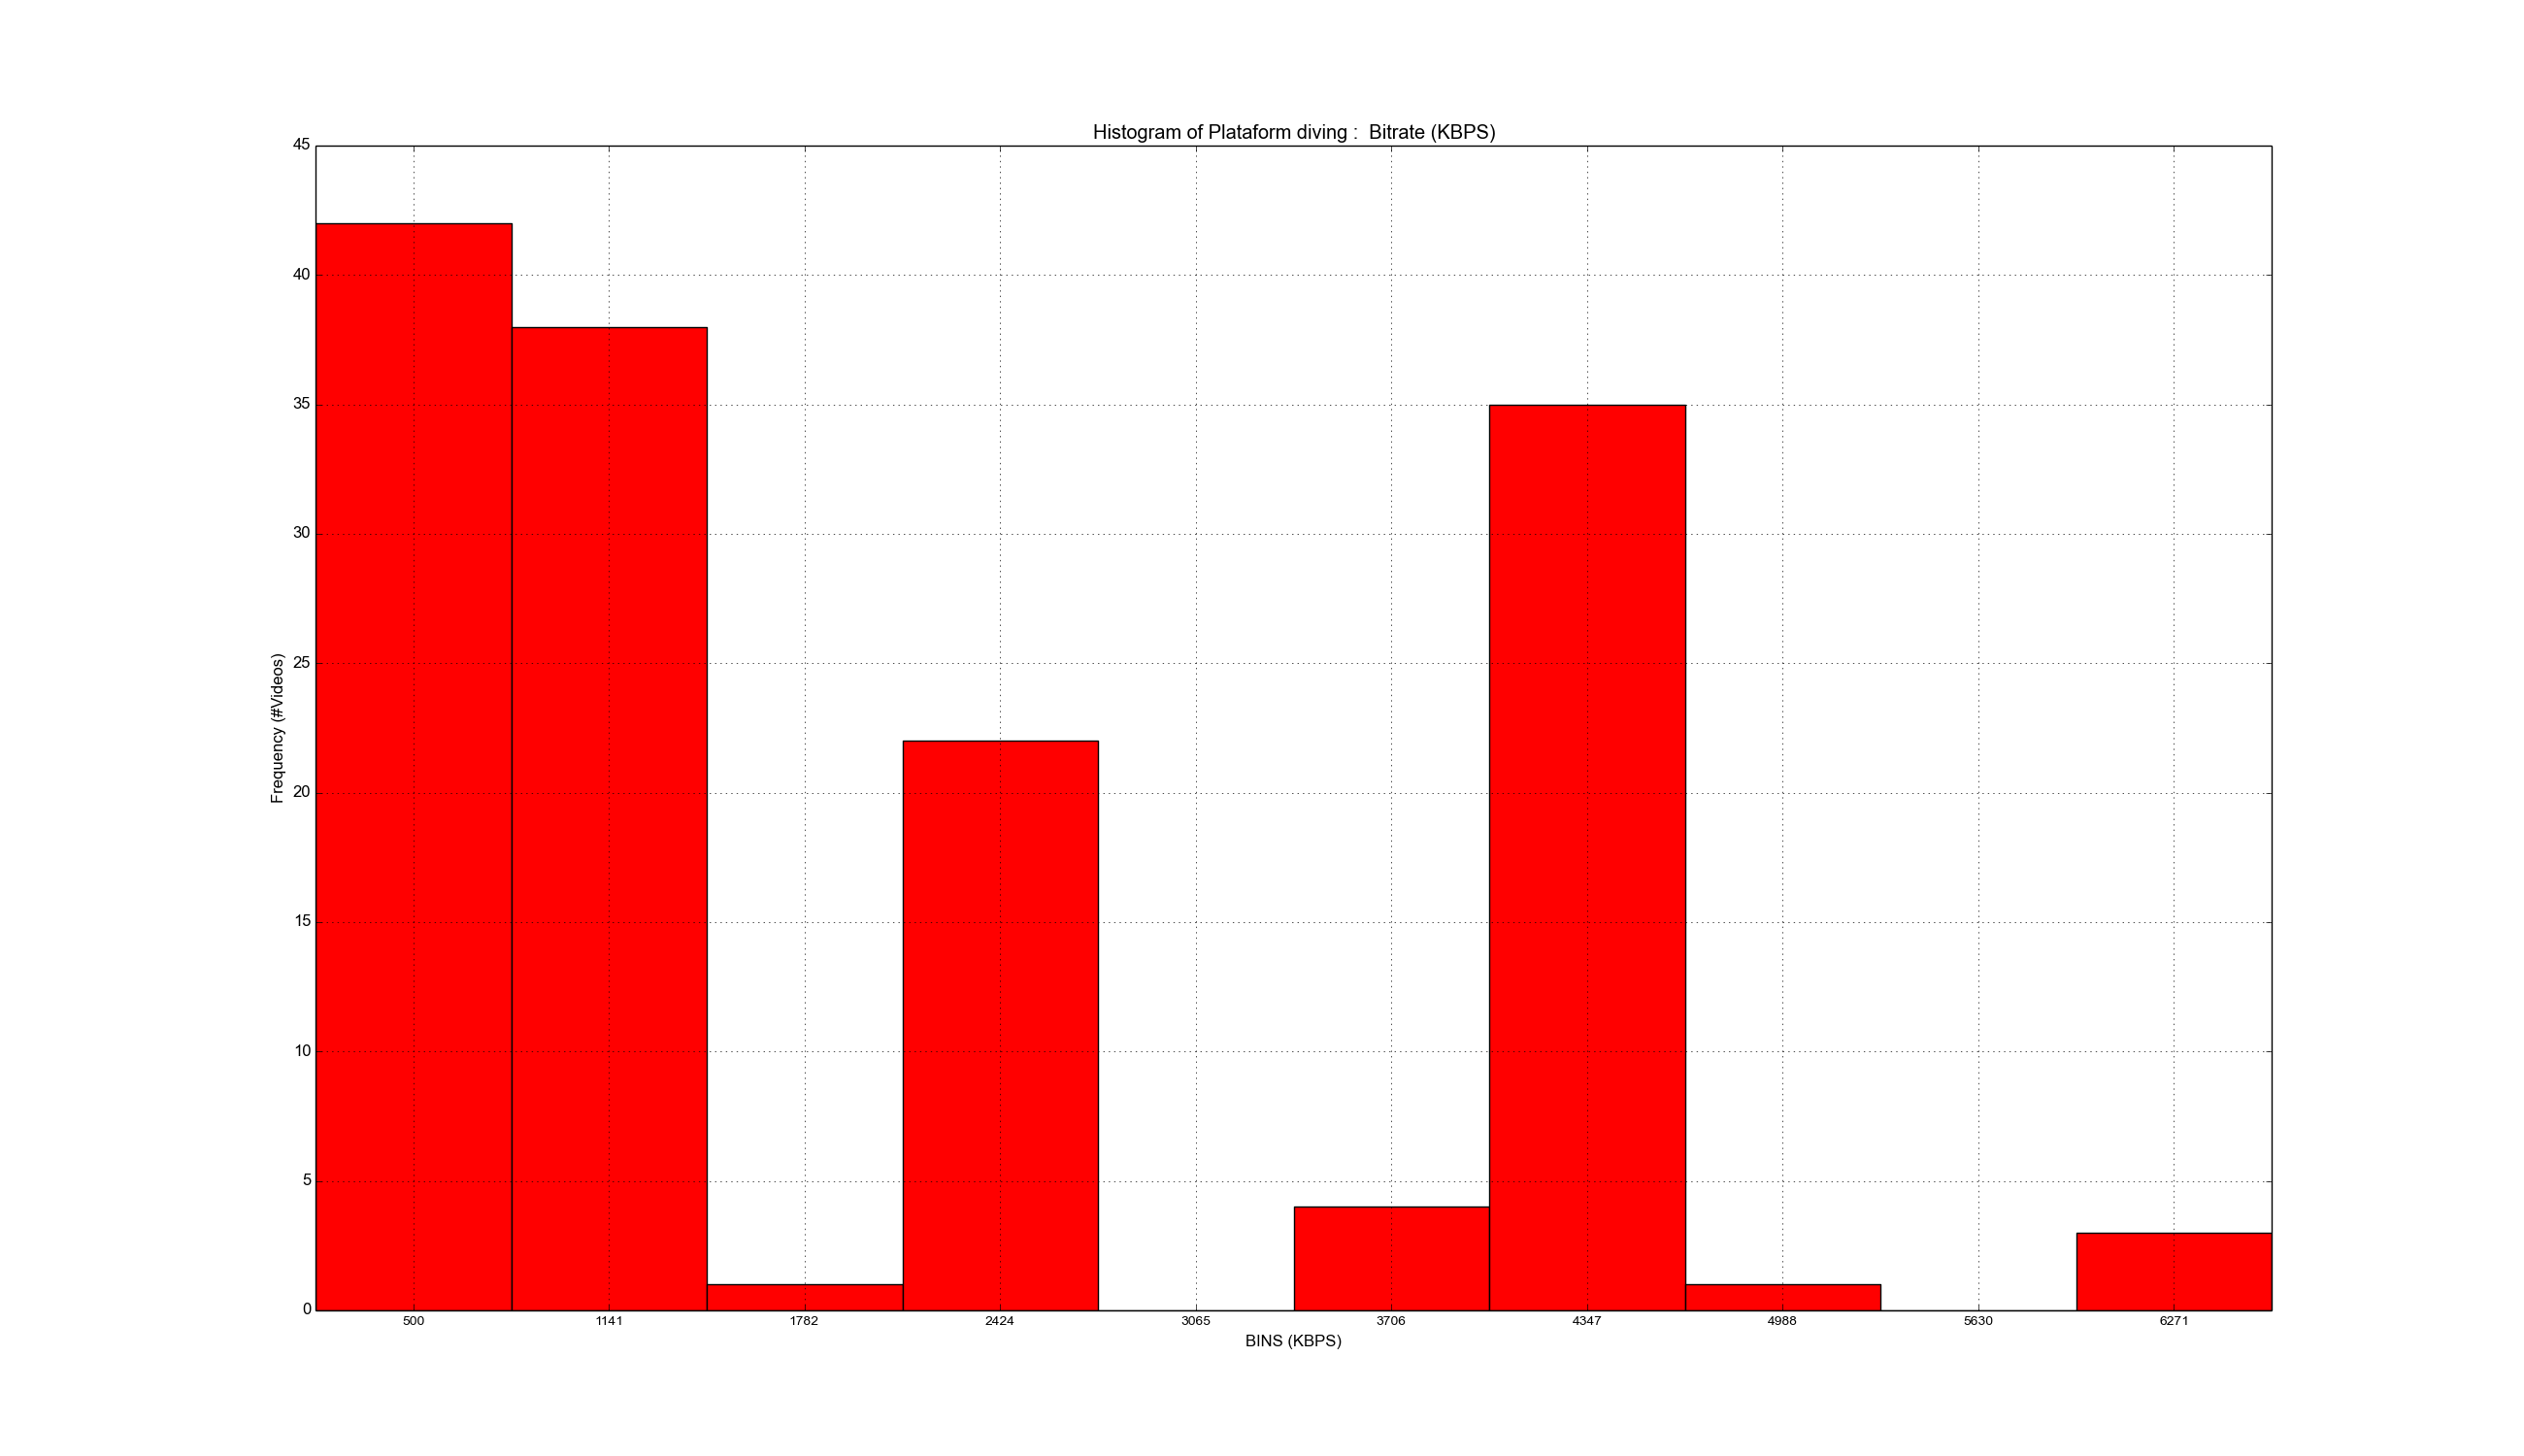 Histogram of Plataform diving :  Bitrate (KBPS)
45
40
35
30
25
20
15
10
5
0
Frequency (#Videos)
500 1141 1782 2424 3065 3706 4347 4988 5630 6271
BINS (KBPS)